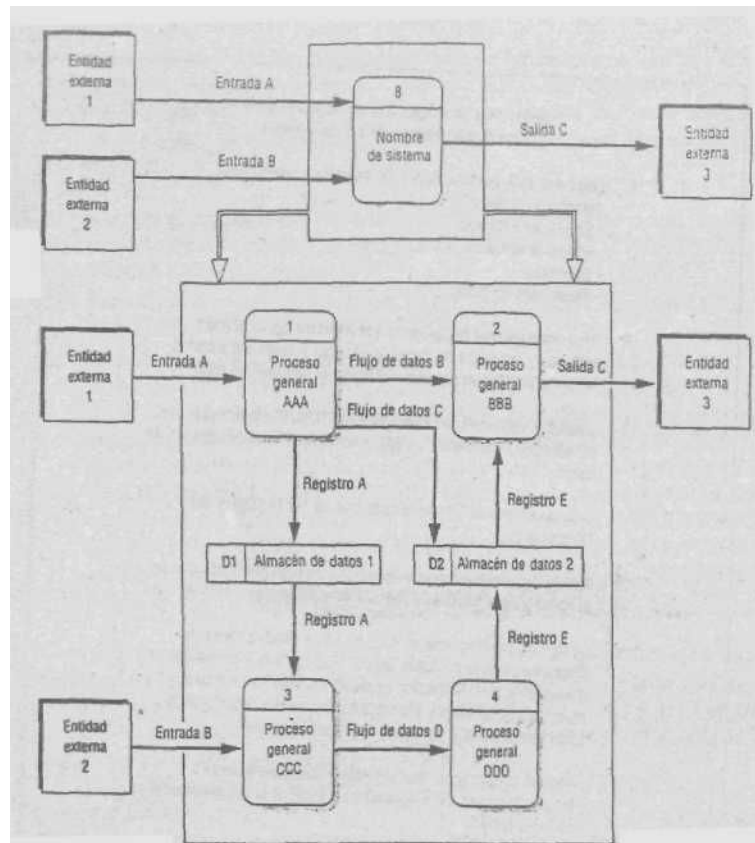 Entidad
externa
1
Entrada A
8
Nombre
de sistema
Salida C
Entidad
externa
3
Entrada B
Entidad
externa
2
Entidad
externa
1
Entrada A
1
Proceso
general
AAA
Flujo de datos B
Flujo de datos C
2
Proceso
general
BBB
Salida C
Entidad
externa
3
Registro A
Registro E
D1 Almacén de datos 1
D2 Almacén de datos 2
Registro A
Registro E
Entidad
externa
2
Entrada B
3
Proceso
general
CCC
Flujo de datos D
4
Proceso
general
DDD